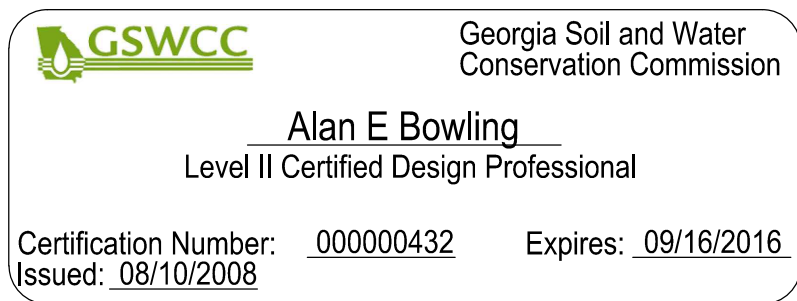 GSWCC
Georgia Soil and Water
Conservation Commission
Alan E Bowling
Level II Certified Design Professional
Certification Number: 000000432 Expires: 09/16/2016
Issued: 08/10/2008